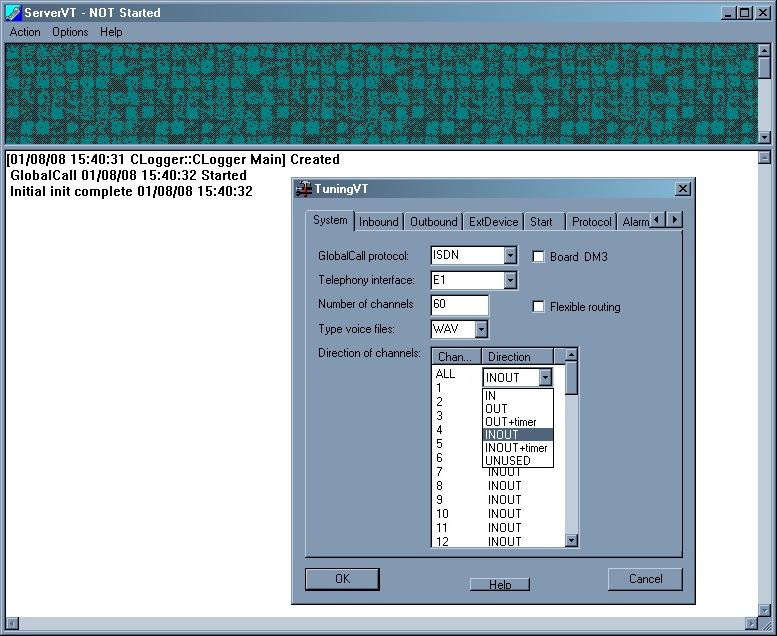 ServerVT - NOT Started
Action Options Help
[01/08/08 15:40:31 CLogger::CLogger Main] Created
GlobalCall 01/08/08 15:40:32 Started
Initial init complete 01/08/08 15:40:32
TuningVT
System Inbound Outbound ExtDevice Start Protocol Alarm
GlobalCall protocol: ISDN Board DM3
Telephony interface: E1
Number of channels 60 Flexible routing
Type voice files: WAV
Direction of channels: Chan... Direction
ALL INOUT
1 IN
2 OUT
3 OUT+timer
4 INOUT
5 INOUT+timer
6 UNUSED
7 INOUT
8 INOUT
9 INOUT
10 INOUT
11 INOUT
12 INOUT
OK Help Cancel